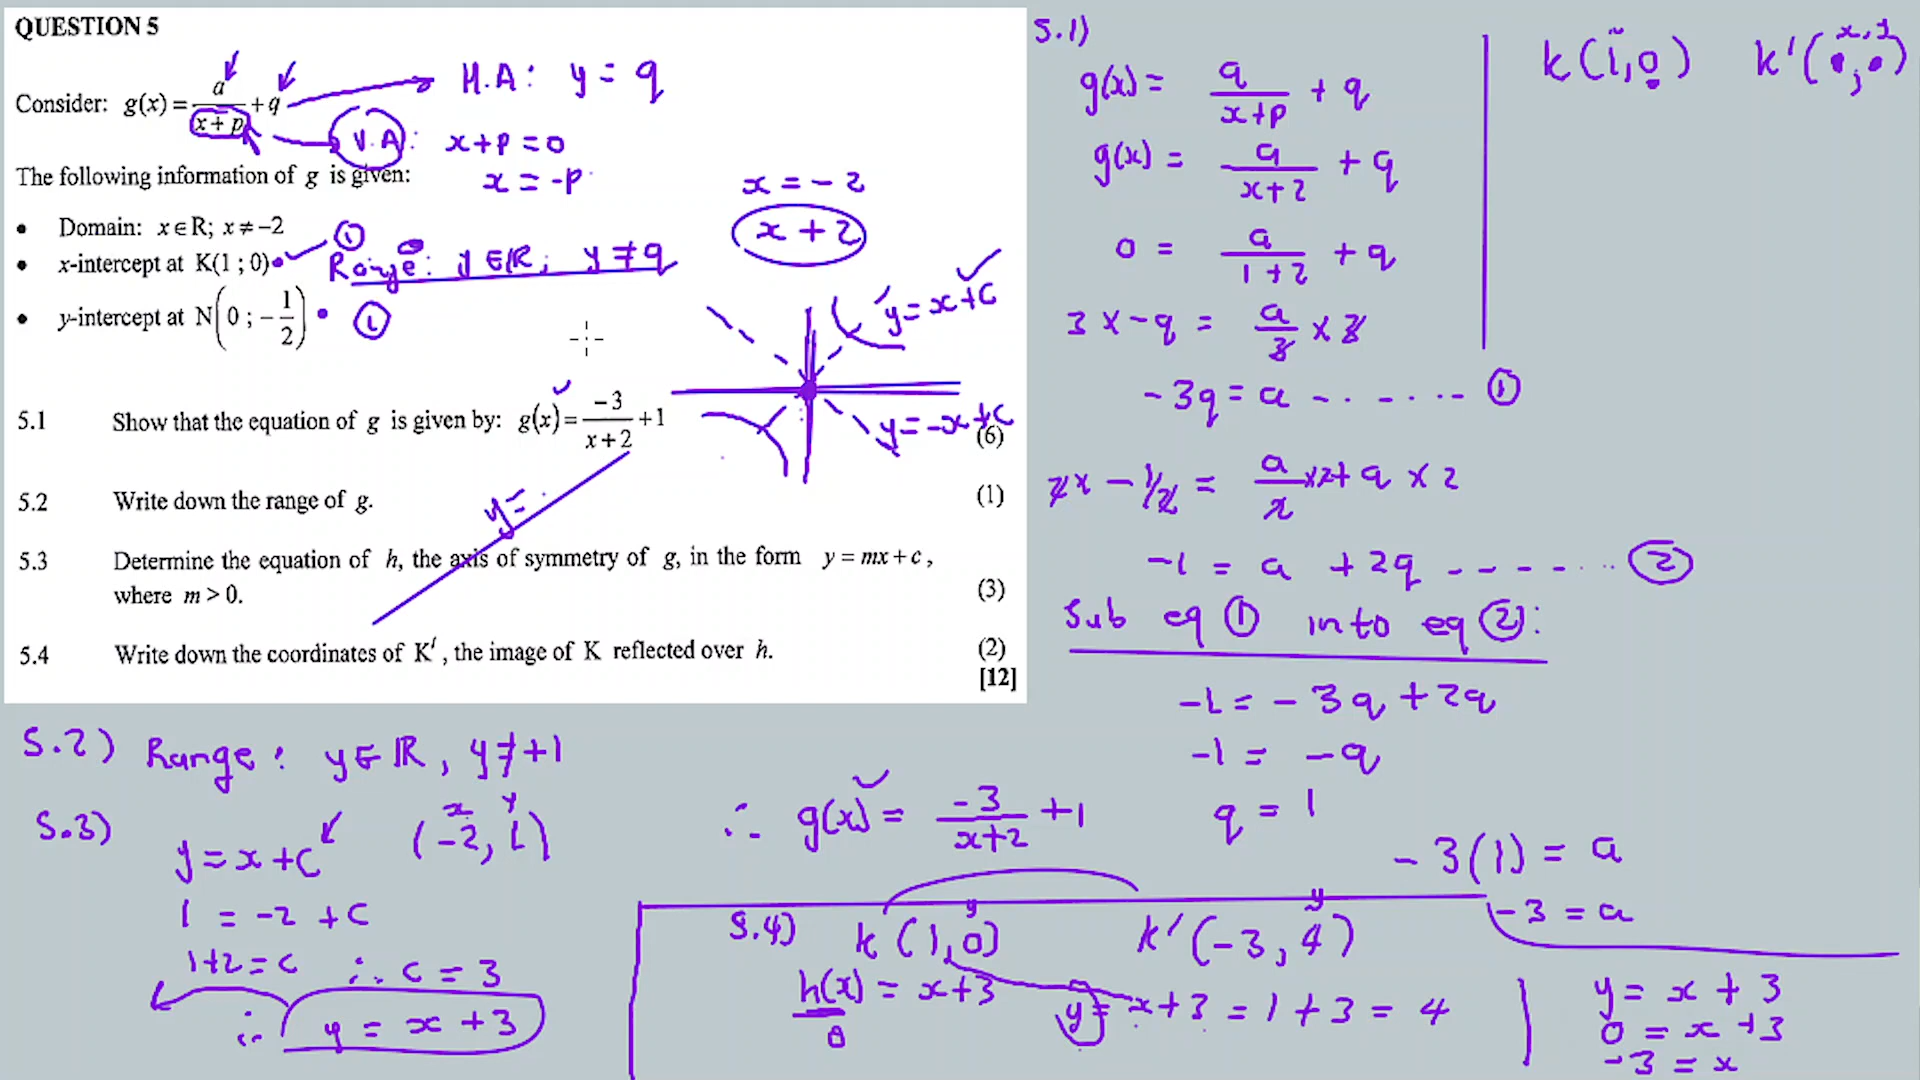 QUESTION 5
Consider: g(x) = a/(x + p) + q
H.A: y = q
V.A: x+p = 0
x = -p
The following information of g is given:
x = -2
x + 2
• Domain: x ∈ R; x ≠ −2
• x-intercept at K(1 ; 0)
①
Range: y ∈ ℝ; y ≠ q
• y-intercept at N(0 ; −1/2)
①
y = x+c
y = -x+c
5.1 Show that the equation of g is given by: g(x) = −3/(x + 2) + 1
(6)
5.2 Write down the range of g. (1)
y =
5.3 Determine the equation of h, the axis of symmetry of g, in the form y = mx + c,
where m > 0. (3)
5.4 Write down the coordinates of K′, the image of K reflected over h. (2)
[12]
5.1)
g(x) = a/(x+p) + q
g(x) = a/(x+2) + q
0 = a/(1+2) + q
3 x -q = a/3 x 3
-3q = a - . - . . . - - ①
2 x - 1/2 = a/2 x2 + q x 2
-1 = a + 2q - - - - - . . . ②
Sub eq ① into eq ②:
-1 = -3q + 2q
-1 = -q
q = 1
-3(1) = a
-3 = a
k(1,0) k'( , )
x, y
5.2) Range: y ∈ ℝ, y ≠ +1
5.3)
y = x + c
x y
(-2, 1)
1 = -2 + c
1+2 = c ∴ c = 3
∴ y = x + 3
∴ g(x) = -3/(x+2) + 1
5.4) k (1,0) k'(-3, 4)
y
y
h(x) = x+3
0
y = x+3 = 1 + 3 = 4
y = x + 3
0 = x + 3
-3 = x